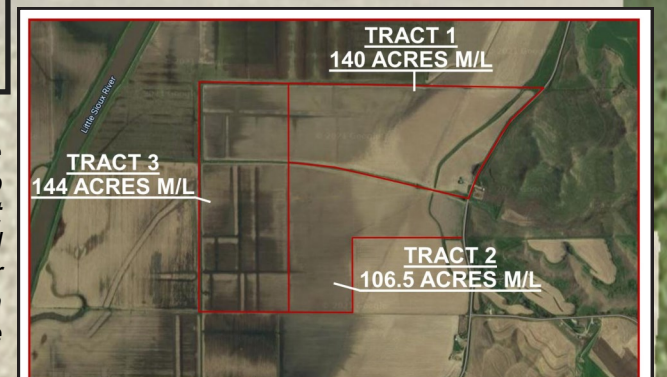 TRACT 1
140 ACRES M/L
Little Sioux River
TRACT 3
144 ACRES M/L
TRACT 2
106.5 ACRES M/L